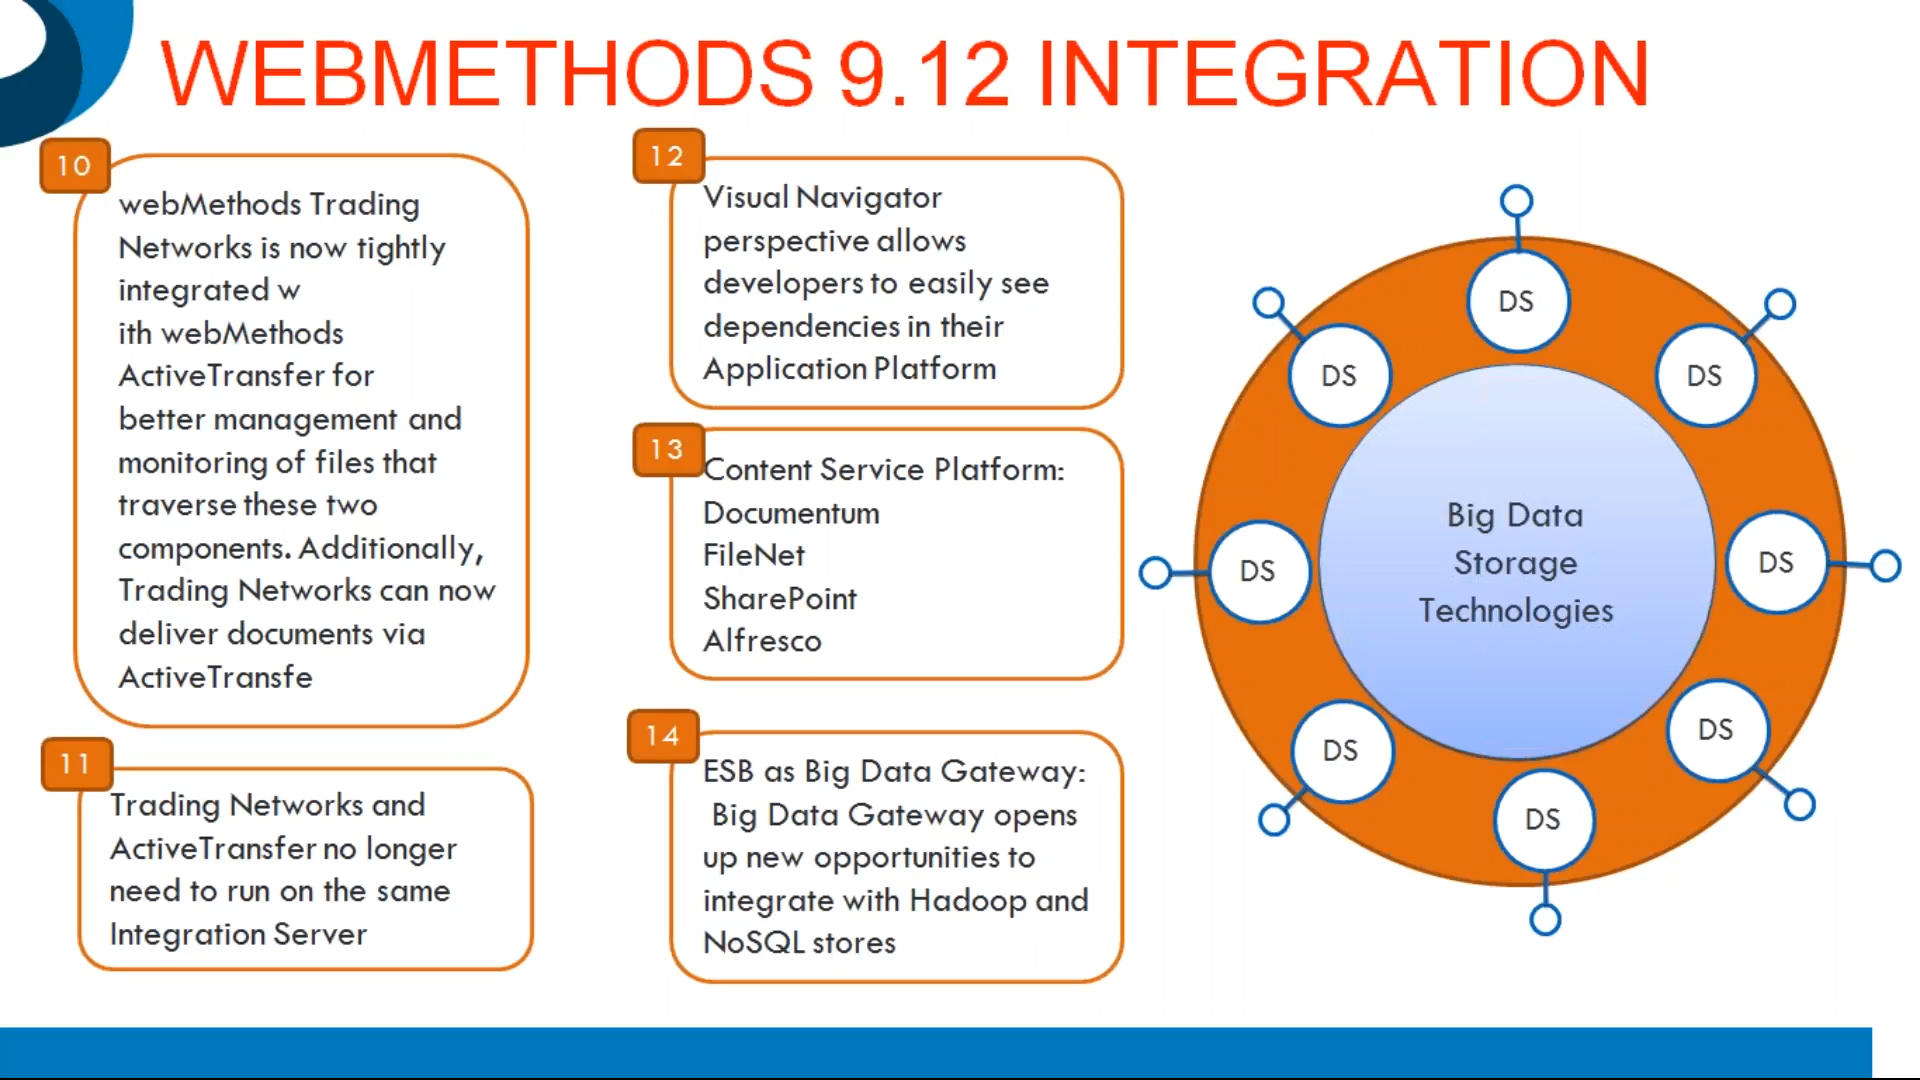 WEBMETHODS 9.12 INTEGRATION
10
webMethods Trading
Networks is now tightly
integrated w
ith webMethods
ActiveTransfer for
better management and
monitoring of files that
traverse these two
components. Additionally,
Trading Networks can now
deliver documents via
ActiveTransfe
11
Trading Networks and
ActiveTransfer no longer
need to run on the same
Integration Server
12
Visual Navigator
perspective allows
developers to easily see
dependencies in their
Application Platform
13
Content Service Platform:
Documentum
FileNet
SharePoint
Alfresco
14
ESB as Big Data Gateway:
Big Data Gateway opens
up new opportunities to
integrate with Hadoop and
NoSQL stores
DS
DS
DS
DS
Big Data
Storage
Technologies
DS
DS
DS
DS